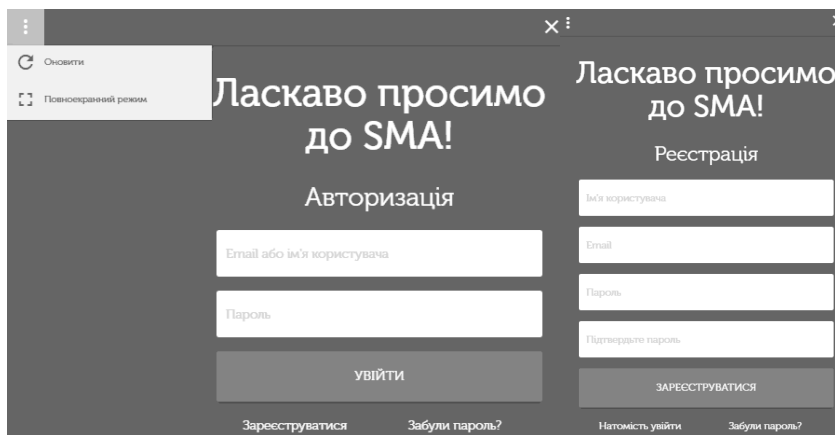 Оновити
Повноекранний режим
Ласкаво просимо
до SMA!
Авторизація
Email або ім'я користувача
Пароль
УВІЙТИ
Зареєструватися
Забули пароль?
Ласкаво просимо
до SMA!
Реєстрація
Ім'я користувача
Email
Пароль
Підтвердьте пароль
ЗАРЕЄСТРУВАТИСЯ
Натомість увійти
Забули пароль?